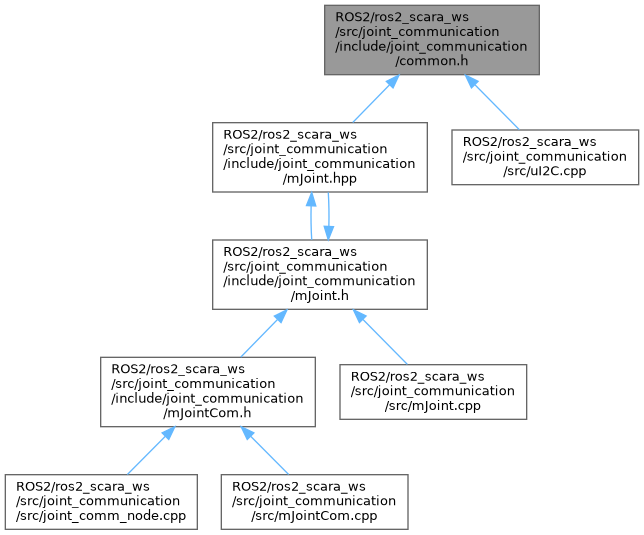 ROS2/ros2_scara_ws
/src/joint_communication
/include/joint_communication
/common.h
ROS2/ros2_scara_ws
/src/joint_communication
/include/joint_communication
/mJoint.hpp
ROS2/ros2_scara_ws
/src/joint_communication
/src/uI2C.cpp
ROS2/ros2_scara_ws
/src/joint_communication
/include/joint_communication
/mJoint.h
ROS2/ros2_scara_ws
/src/joint_communication
/include/joint_communication
/mJointCom.h
ROS2/ros2_scara_ws
/src/joint_communication
/src/mJoint.cpp
ROS2/ros2_scara_ws
/src/joint_communication
/src/joint_comm_node.cpp
ROS2/ros2_scara_ws
/src/joint_communication
/src/mJointCom.cpp